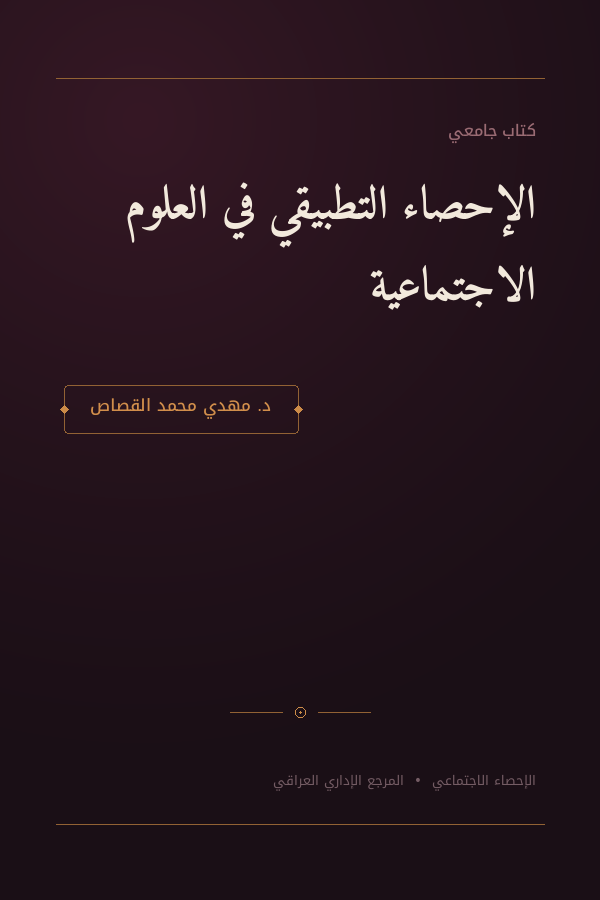 كتاب جامعي
الإحصاء التطبيقي في العلوم
الاجتماعية
د. مهدي محمد القصاص
الإحصاء الاجتماعي • المرجع الإداري العراقي